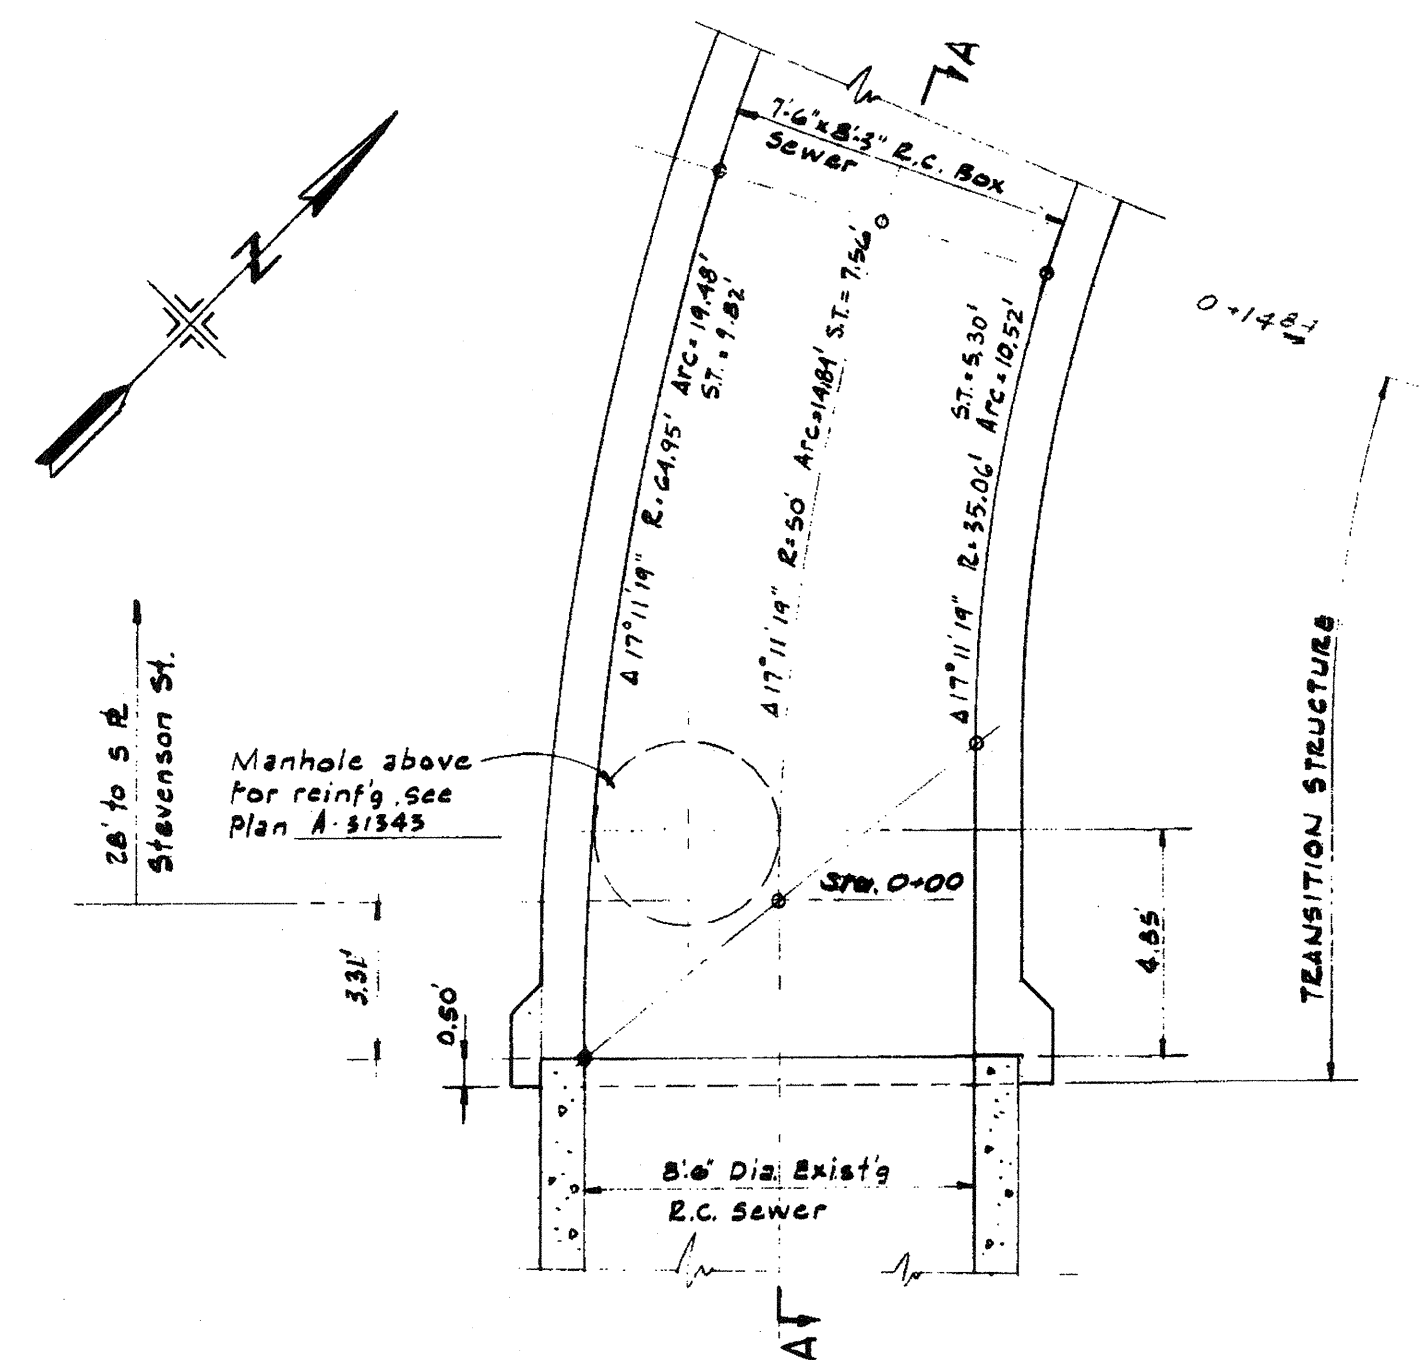 A
7'-6" x 8'-3" R.C. Box
Sewer
N
Arc = 19.48'
S.T. = 9.82'
Δ 17° 11' 19" R = 64.95'
Δ 17° 11' 19" R = 50' Arc = 14.84' S.T. = 7.56'
S.T. = 5.30'
Δ 17° 11' 19" R = 35.06' Arc = 10.52'
28' to S PL
Stevenson St.
Manhole above
For reinf'g. see
Plan A-31343
Sta. 0+00
3.31'
0.50'
4.85'
TRANSITION STRUCTURE
8'-6" Dia. Exist'g
R.C. Sewer
A